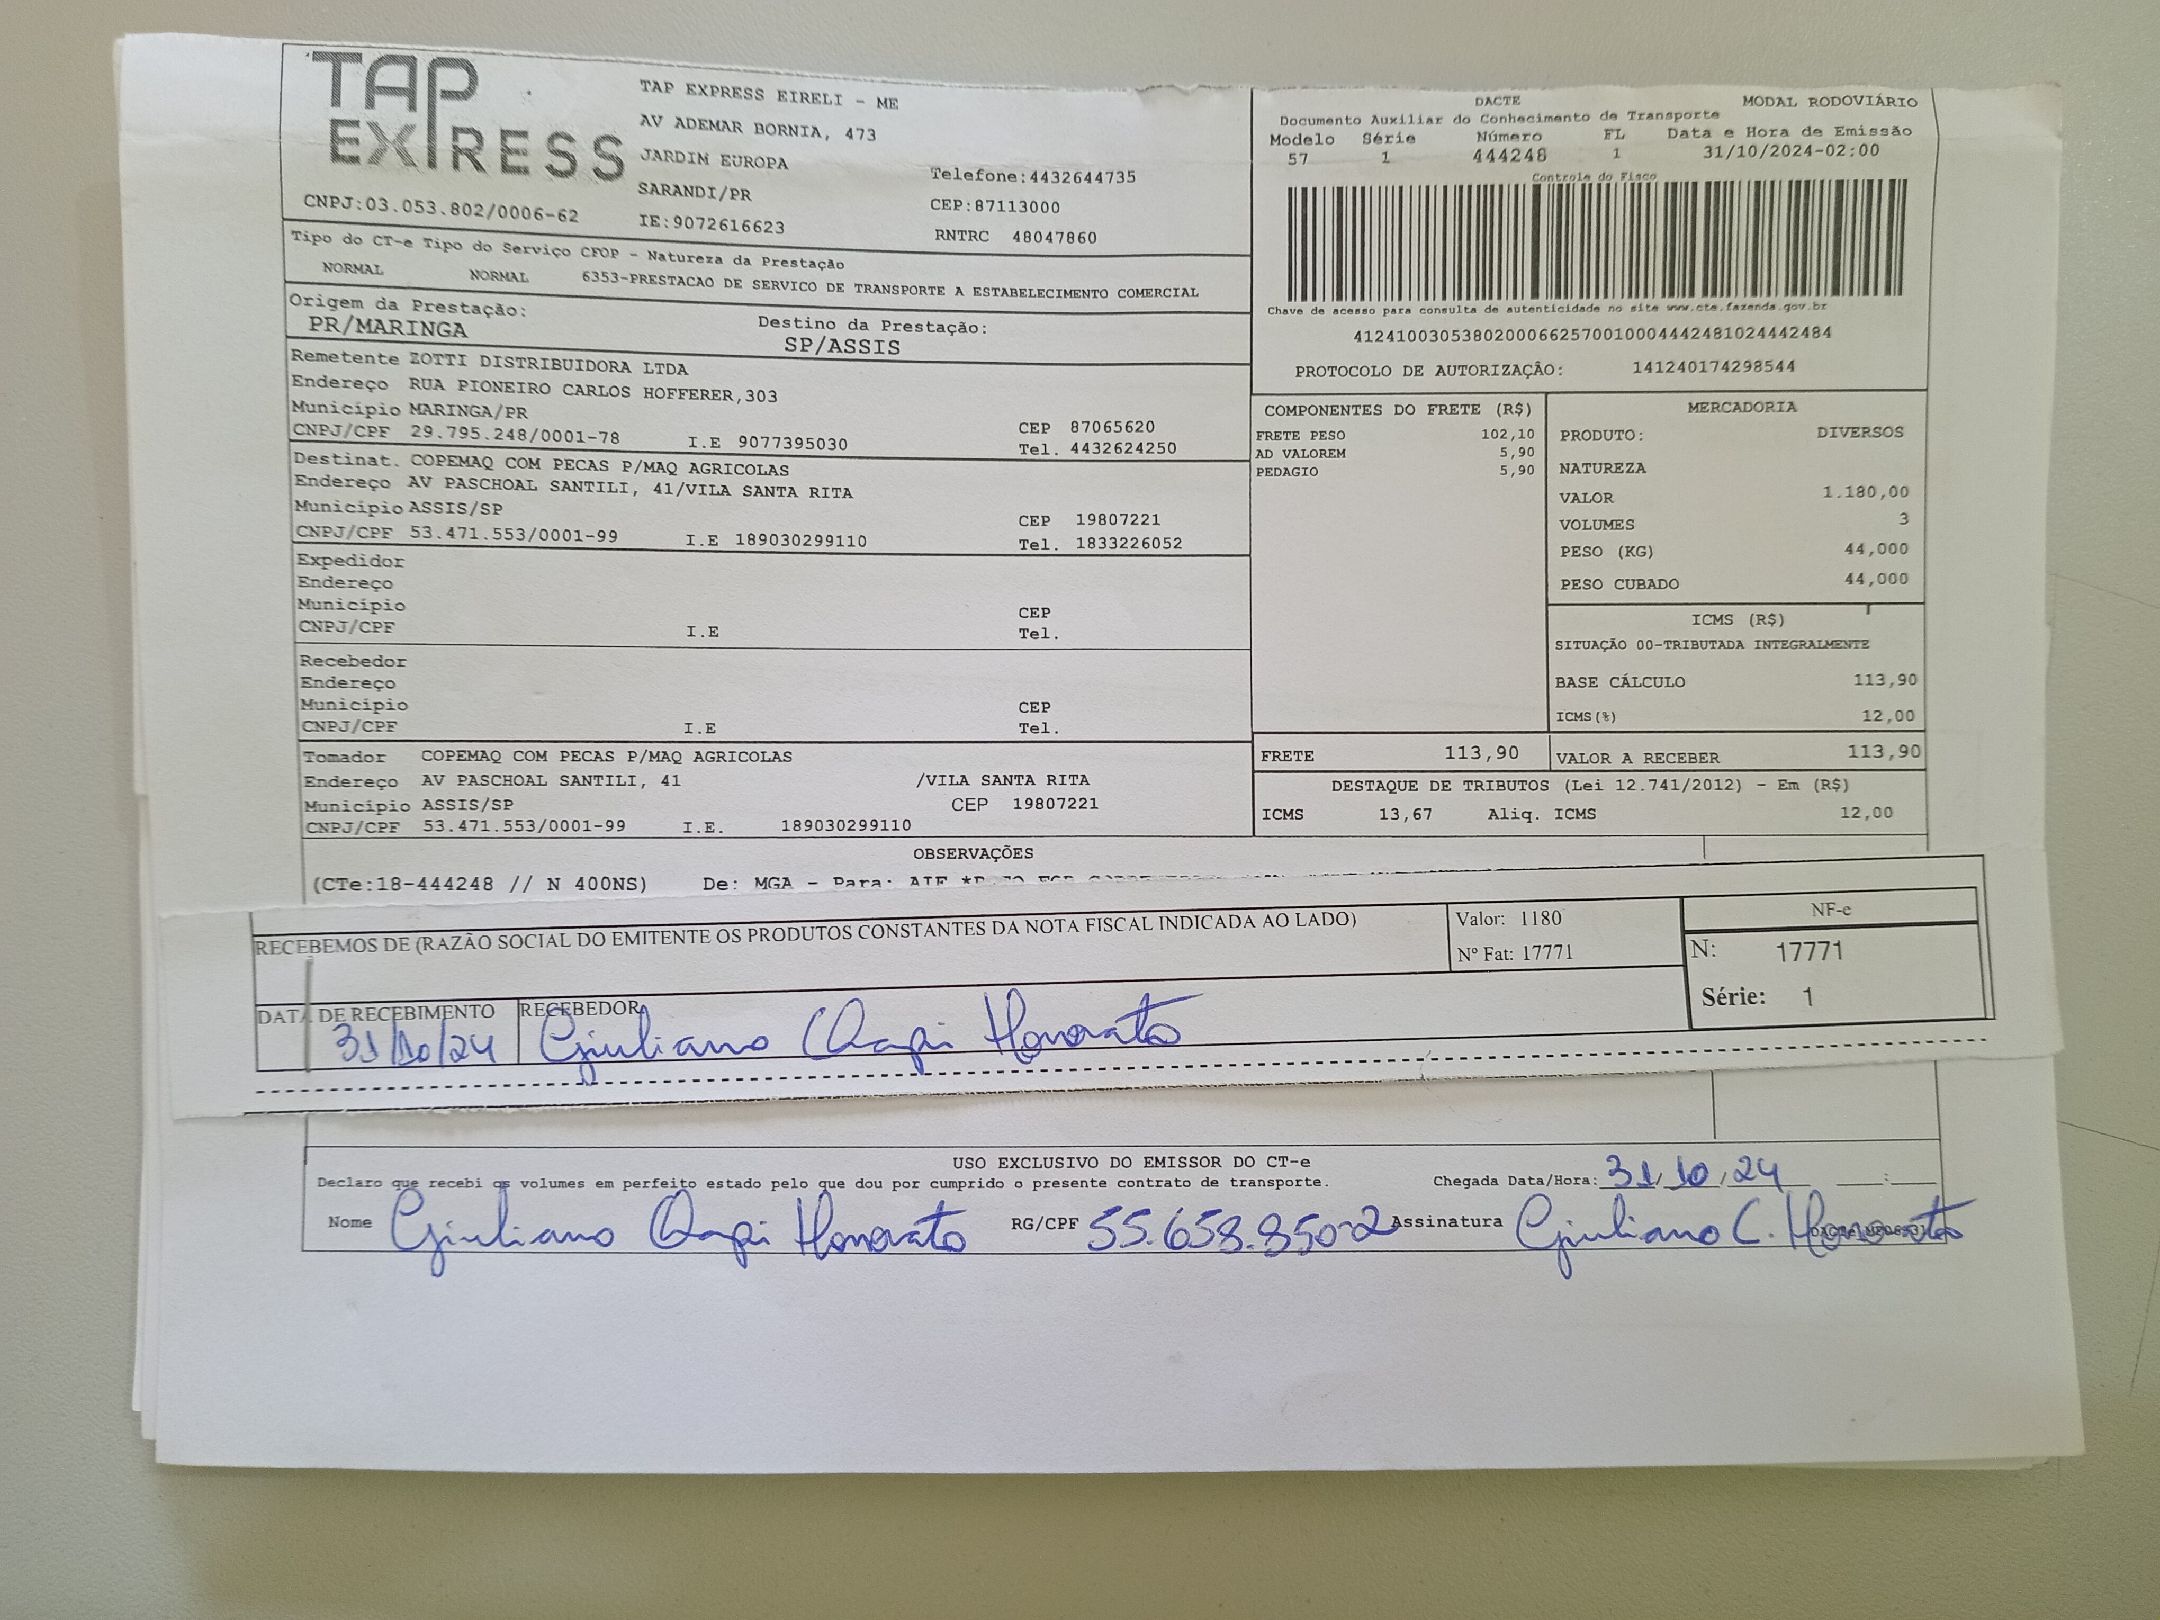 TAP EXPRESS
TAP EXPRESS EIRELI - ME
AV ADEMAR BORNIA, 473
JARDIM EUROPA
SARANDI/PR
Telefone:4432644735
CEP:87113000
CNPJ:03.053.802/0006-62
IE:9072616623
RNTRC 48047860
Tipo do CT-e Tipo do Serviço CFOP - Natureza da Prestação
NORMAL NORMAL 6353-PRESTACAO DE SERVICO DE TRANSPORTE A ESTABELECIMENTO COMERCIAL
Origem da Prestação: Destino da Prestação:
PR/MARINGA SP/ASSIS
DACTE MODAL RODOVIÁRIO
Documento Auxiliar do Conhecimento de Transporte
Modelo Série Número FL Data e Hora de Emissão
57 1 444248 1 31/10/2024-02:00
Controle do Fisco
Chave de acesso para consulta de autenticidade no site www.cte.fazenda.gov.br
41241003053802000662570010004442481024442484
PROTOCOLO DE AUTORIZAÇÃO: 141240174298544
Remetente ZOTTI DISTRIBUIDORA LTDA
Endereço RUA PIONEIRO CARLOS HOFFERER,303
Município MARINGA/PR CEP 87065620
CNPJ/CPF 29.795.248/0001-78 I.E 9077395030 Tel. 4432624250
Destinat. COPEMAQ COM PECAS P/MAQ AGRICOLAS
Endereço AV PASCHOAL SANTILI, 41/VILA SANTA RITA
Município ASSIS/SP CEP 19807221
CNPJ/CPF 53.471.553/0001-99 I.E 189030299110 Tel. 1833226052
Expedidor
Endereço
Município CEP
CNPJ/CPF I.E Tel.
Recebedor
Endereço
Município CEP
CNPJ/CPF I.E Tel.
Tomador COPEMAQ COM PECAS P/MAQ AGRICOLAS
Endereço AV PASCHOAL SANTILI, 41 /VILA SANTA RITA
Município ASSIS/SP CEP 19807221
CNPJ/CPF 53.471.553/0001-99 I.E. 189030299110
COMPONENTES DO FRETE (R$)
FRETE PESO 102,10
AD VALOREM 5,90
PEDAGIO 5,90
MERCADORIA
PRODUTO: DIVERSOS
NATUREZA
VALOR 1.180,00
VOLUMES 3
PESO (KG) 44,000
PESO CUBADO 44,000
ICMS (R$)
SITUAÇÃO 00-TRIBUTADA INTEGRALMENTE
BASE CÁLCULO 113,90
ICMS(%) 12,00
FRETE 113,90 VALOR A RECEBER 113,90
DESTAQUE DE TRIBUTOS (Lei 12.741/2012) - Em (R$)
ICMS 13,67 Aliq. ICMS 12,00
OBSERVAÇÕES
(CTe:18-444248 // N 400NS) De: MGA - Para:
RECEBEMOS DE (RAZÃO SOCIAL DO EMITENTE OS PRODUTOS CONSTANTES DA NOTA FISCAL INDICADA AO LADO)
Valor: 1180
Nº Fat: 17771
NF-e
N: 17771
Série: 1
DATA DE RECEBIMENTO RECEBEDOR
31/10/24 Giuliano Honorato
USO EXCLUSIVO DO EMISSOR DO CT-e
Declaro que recebi os volumes em perfeito estado pelo que dou por cumprido o presente contrato de transporte.
Chegada Data/Hora: 31/10/24 :
Nome Giuliano Honorato RG/CPF 55.658.850-2 Assinatura Giuliano C. Honorato